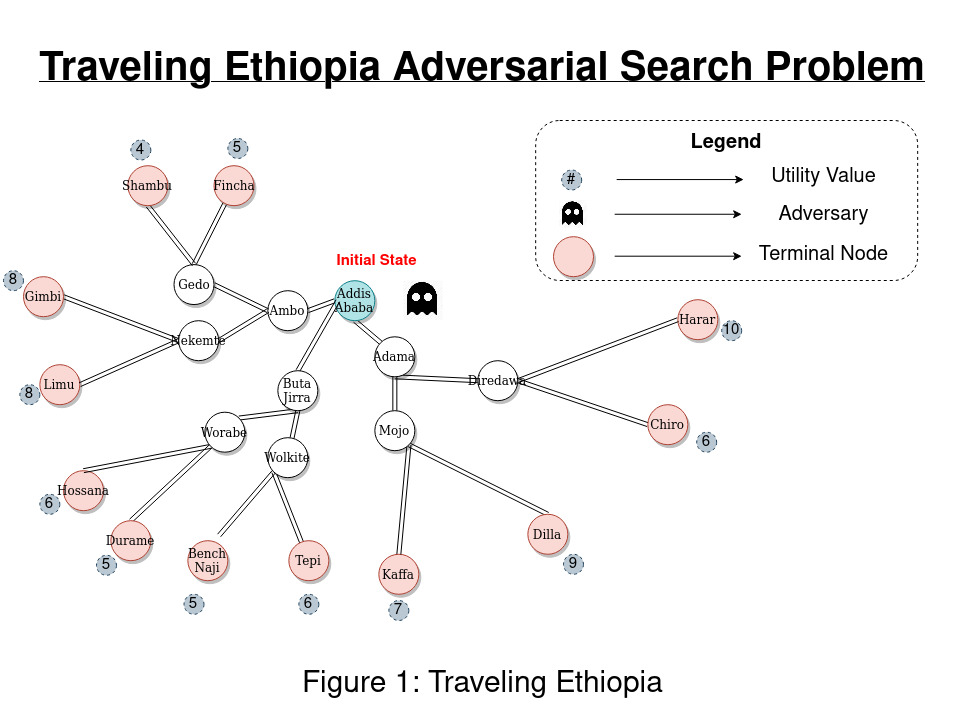 Traveling Ethiopia Adversarial Search Problem
Legend
# Utility Value
Adversary
Terminal Node
4
5
Shambu
Fincha
Initial State
8
Gimbi
Gedo
Ambo
Addis
Ababa
Nekemte
Harar
10
Adama
Limu
8
Diredawa
Buta
Jirra
Chiro
6
Worabe
Mojo
Wolkite
Hossana
6
Durame
5
Bench
Naji
5
Tepi
6
Kaffa
7
Dilla
9
Figure 1: Traveling Ethiopia